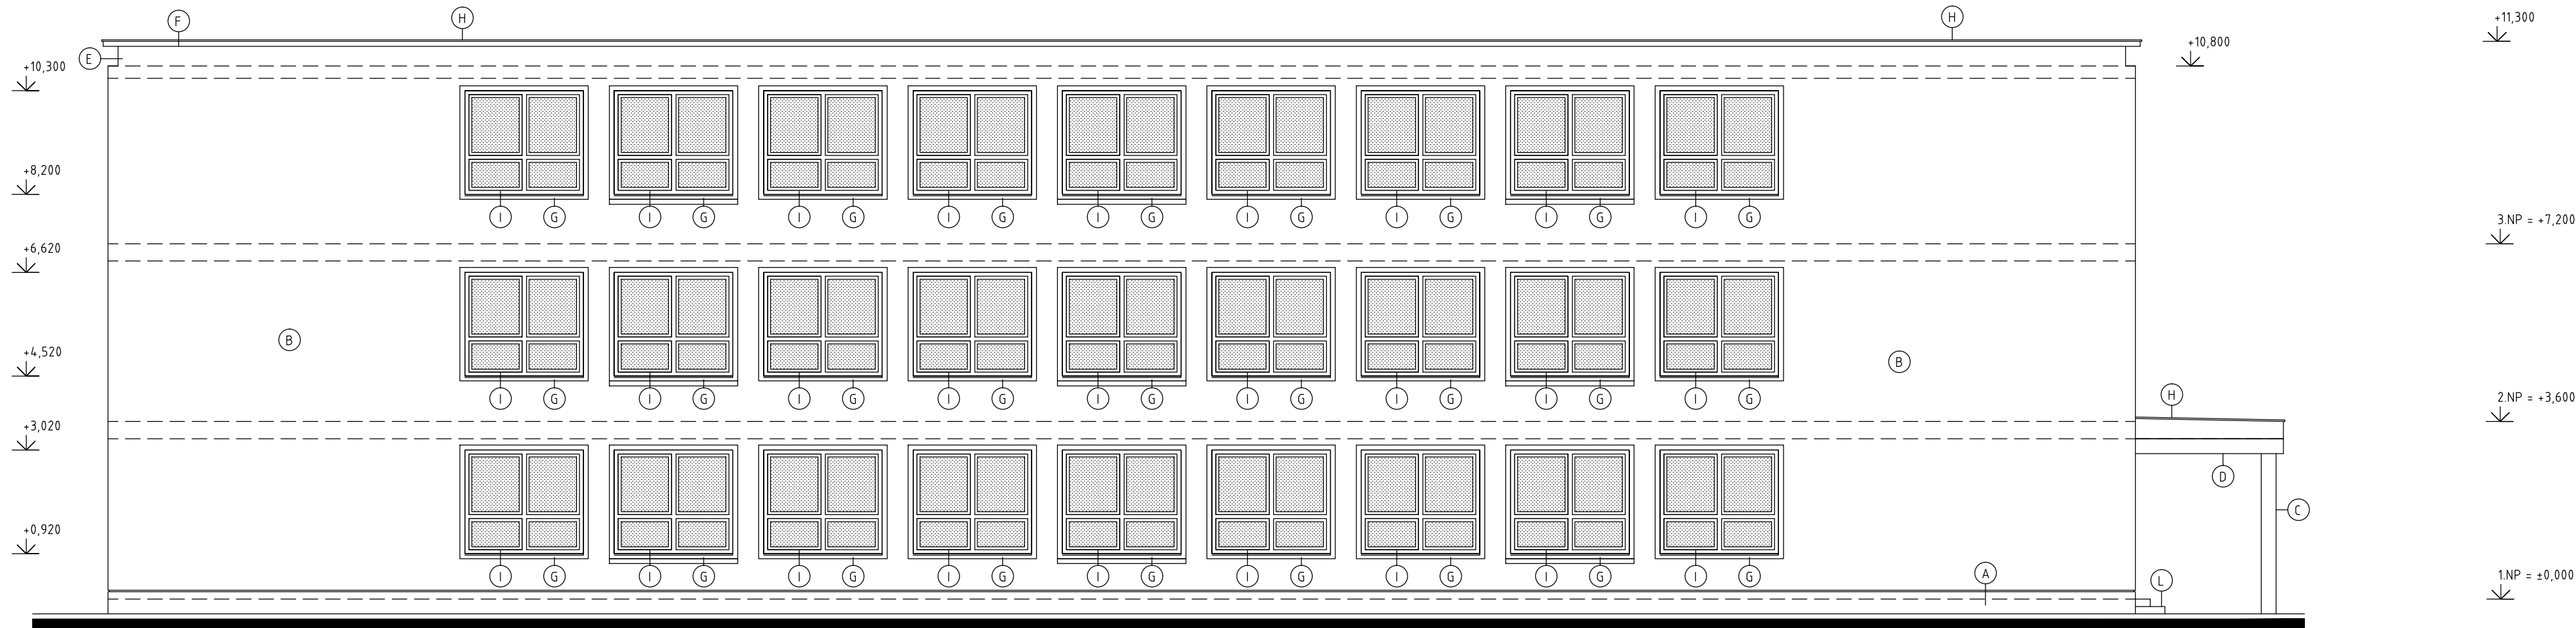 F H H +11,300
E +10,800
+10,300
+8,200
I G I G I G I G I G I G I G I G I G
3.NP = +7,200
+6,620
B
+4,520 B
I G I G I G I G I G I G I G I G I G
H 2.NP = +3,600
+3,020
D
C
+0,920
I G I G I G I G I G I G I G I G I G
A L 1.NP = ±0,000